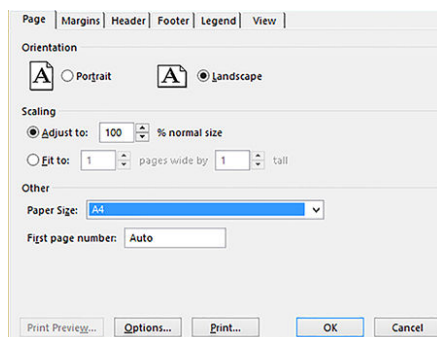 Page Margins Header Footer Legend View
Orientation
A Portrait A Landscape
Scaling
Adjust to: 100 % normal size
Fit to: 1 pages wide by 1 tall
Other
Paper Size: A4
First page number: Auto
Print Preview... Options... Print... OK Cancel